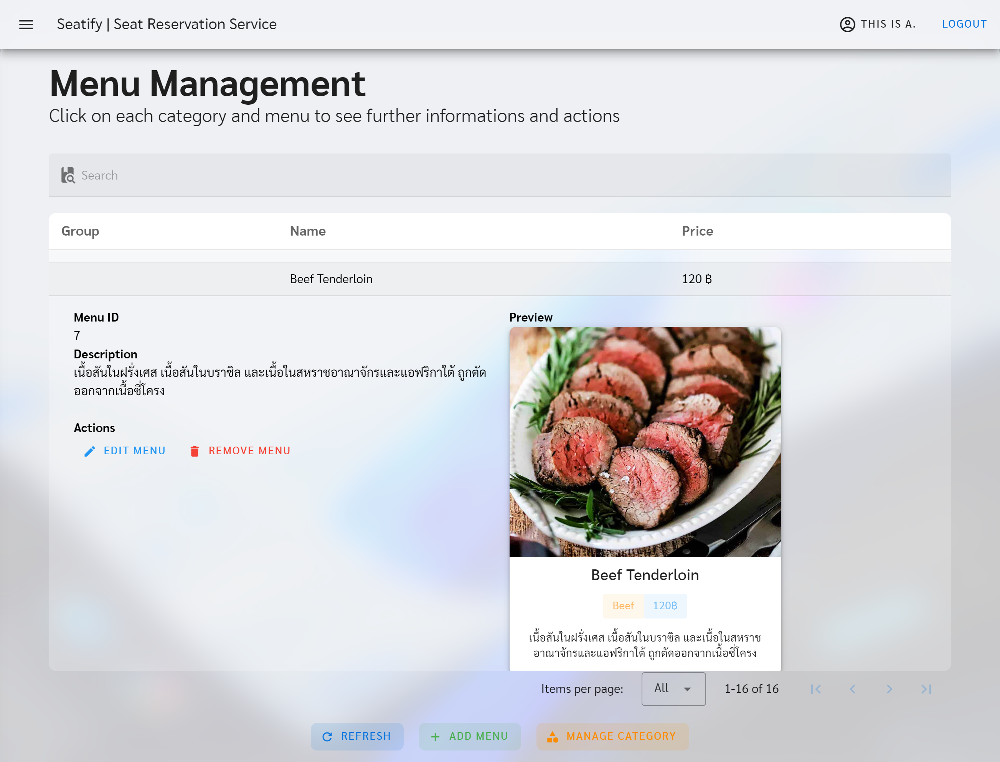 Seatify | Seat Reservation Service
THIS IS A.
LOGOUT
Menu Management
Click on each category and menu to see further informations and actions
Search
Group Name Price
Beef Tenderloin 120 ฿
Menu ID
7
Description
เนื้อสันในฝรั่งเศส เนื้อสันในบราซิล และเนื้อในสหราชอาณาจักรและแอฟริกาใต้ ถูกตัด
ออกจากเนื้อซี่โครง
Actions
EDIT MENU REMOVE MENU
Preview
Beef Tenderloin
Beef 120฿
เนื้อสันในฝรั่งเศส เนื้อสันในบราซิล และเนื้อในสหราช
อาณาจักรและแอฟริกาใต้ ถูกตัดออกจากเนื้อซี่โครง
Items per page: All 1-16 of 16
REFRESH ADD MENU MANAGE CATEGORY